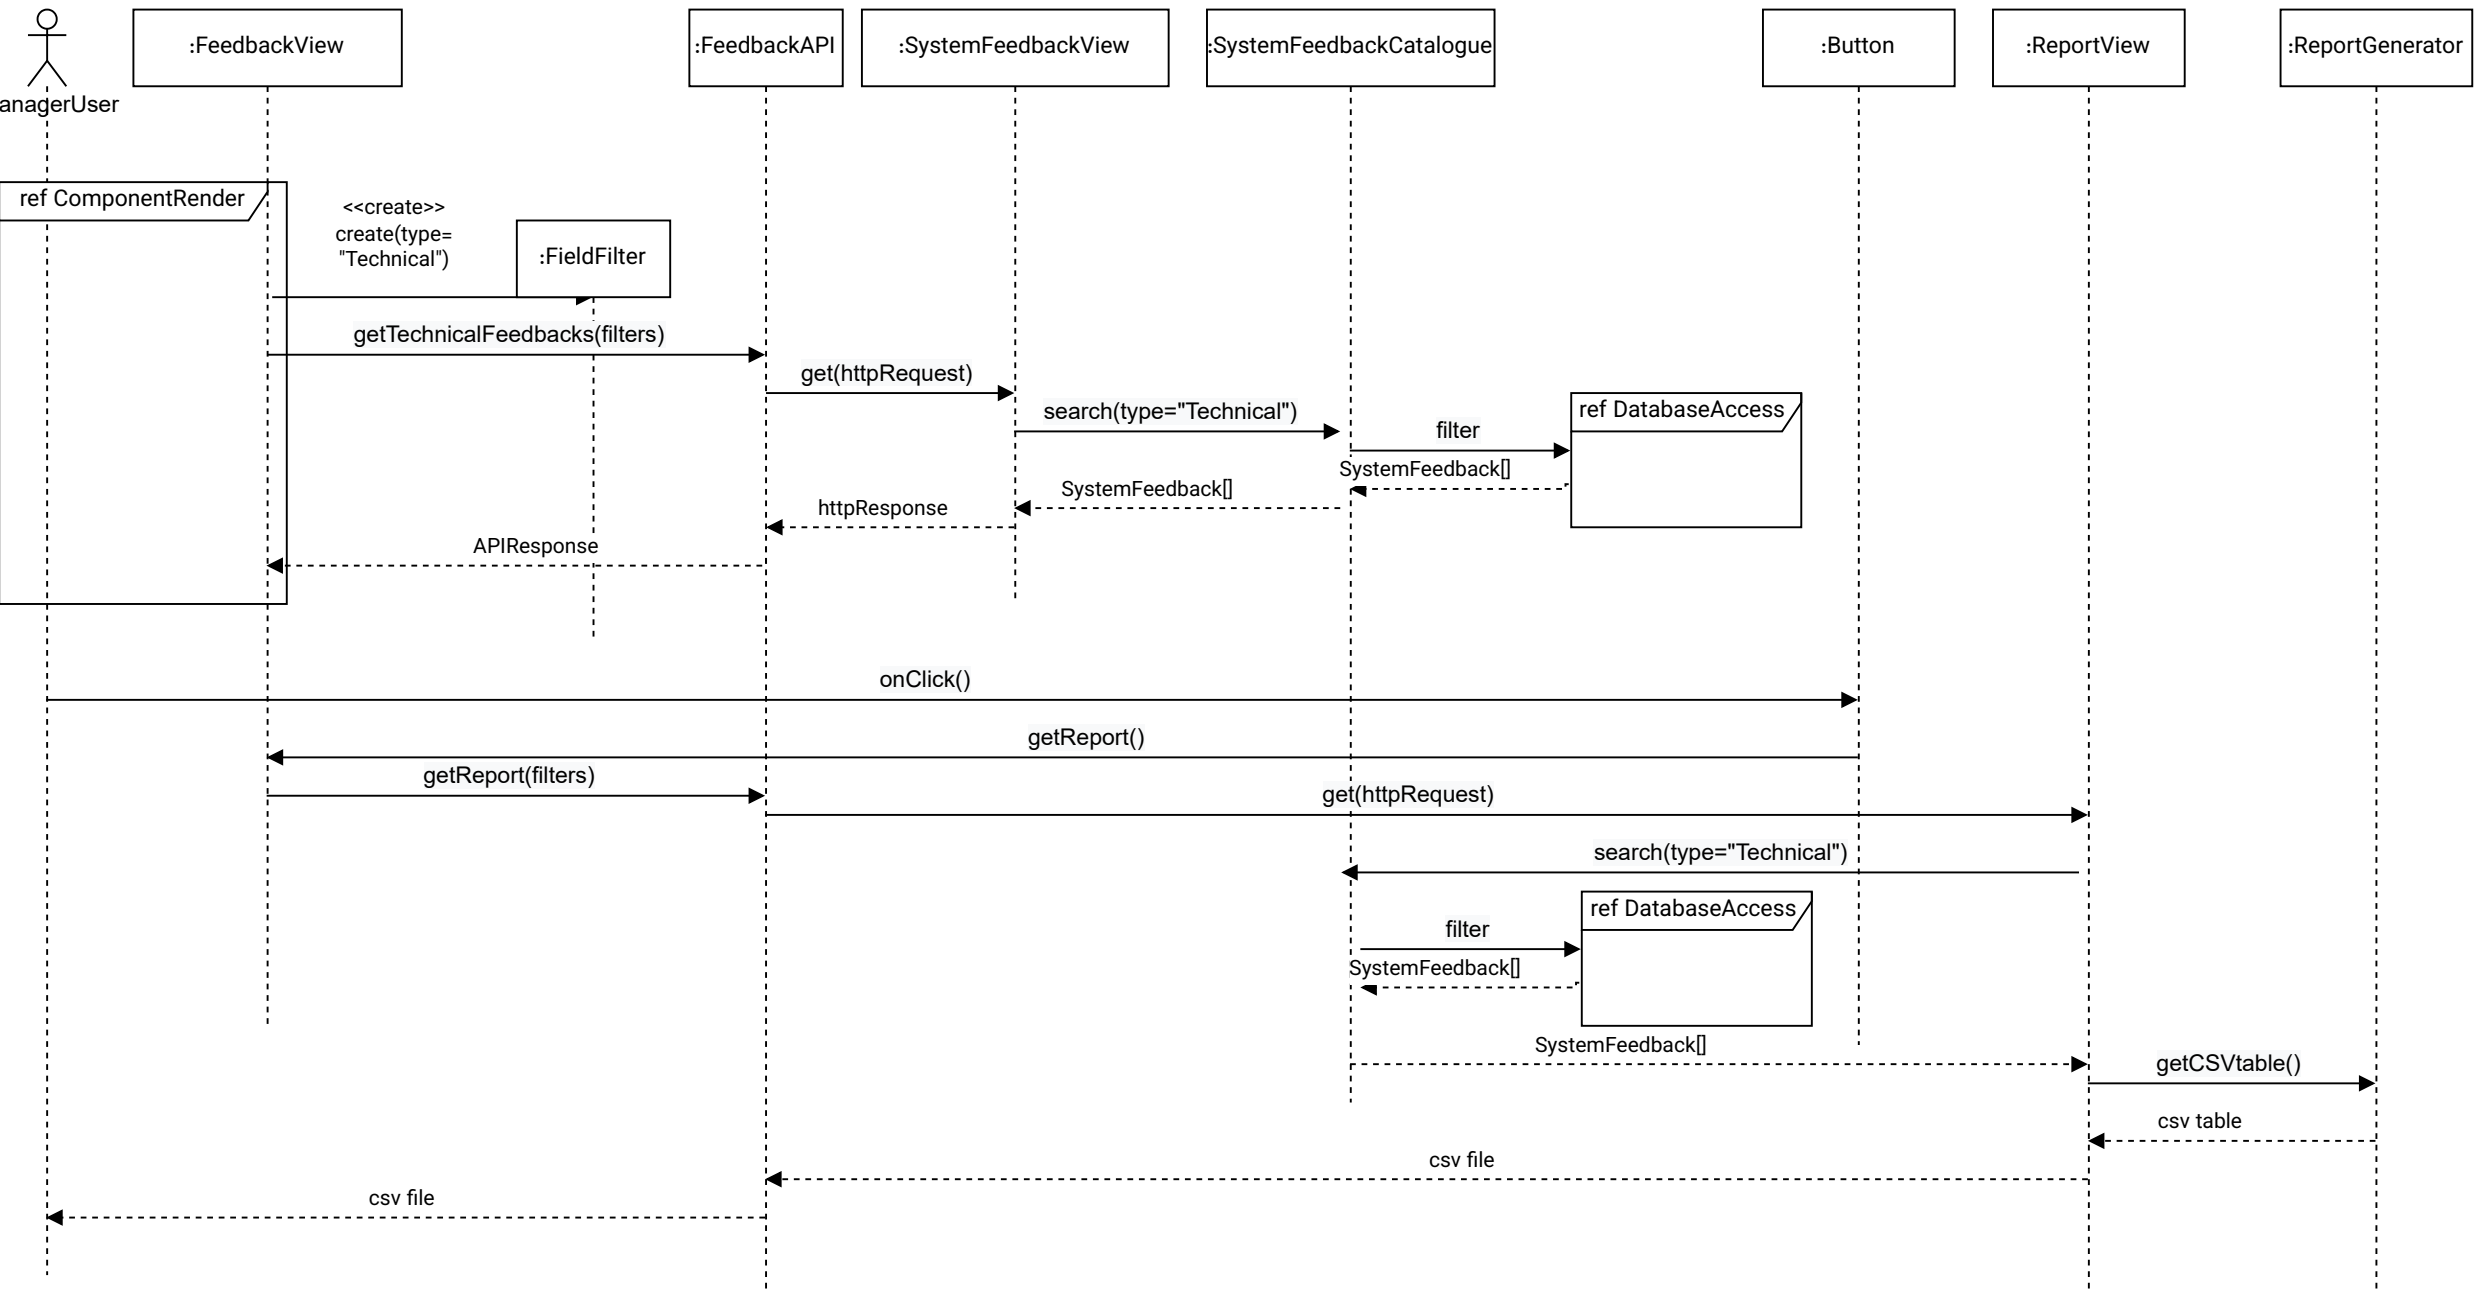 :FeedbackView
:FeedbackAPI
:SystemFeedbackView
:SystemFeedbackCatalogue
:Button
:ReportView
:ReportGenerator
anagerUser
ref ComponentRender
<<create>>
create(type=
"Technical")
:FieldFilter
getTechnicalFeedbacks(filters)
get(httpRequest)
search(type="Technical")
ref DatabaseAccess
filter
SystemFeedback[]
SystemFeedback[]
httpResponse
APIResponse
onClick()
getReport()
getReport(filters)
get(httpRequest)
search(type="Technical")
ref DatabaseAccess
filter
SystemFeedback[]
SystemFeedback[]
getCSVtable()
csv table
csv file
csv file